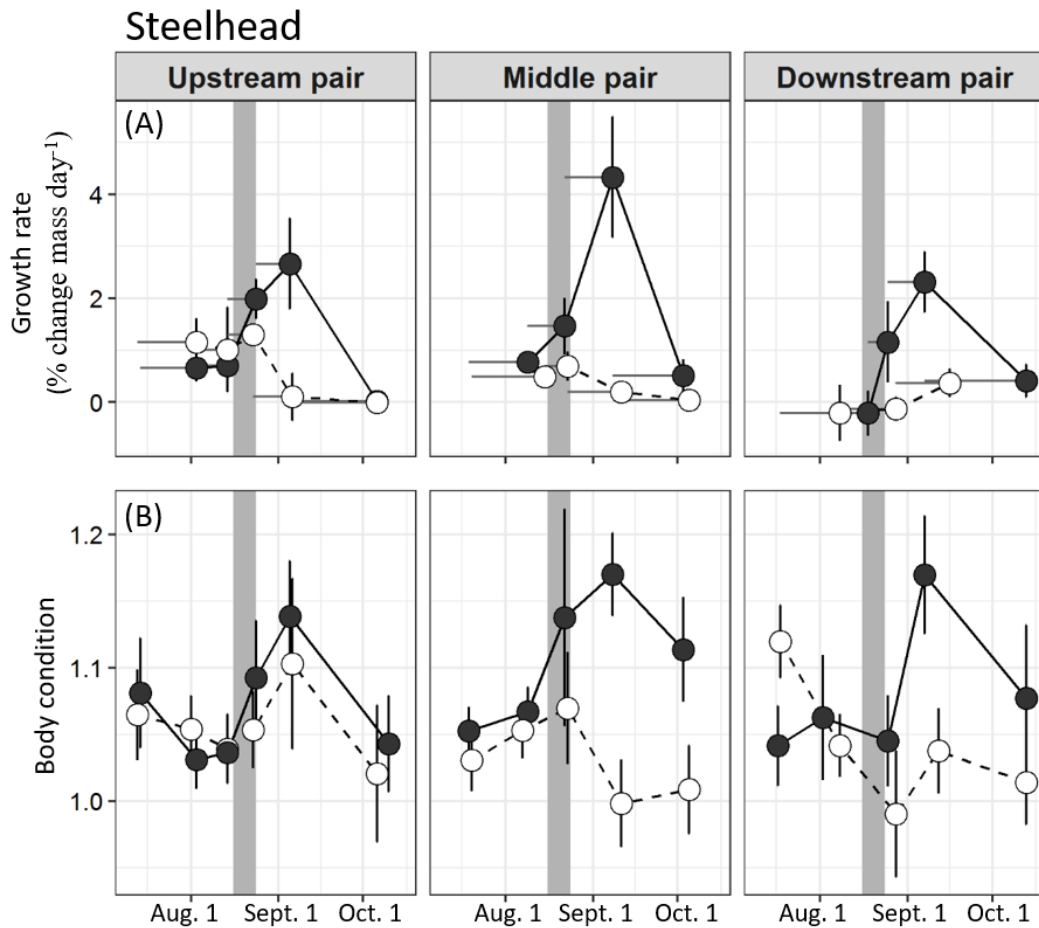 Steelhead
Upstream pair
Middle pair
Downstream pair
(A)
Growth rate
(% change mass day⁻¹)
4
2
0
(B)
Body condition
1.2
1.1
1.0
Aug. 1 Sept. 1 Oct. 1
Aug. 1 Sept. 1 Oct. 1
Aug. 1 Sept. 1 Oct. 1